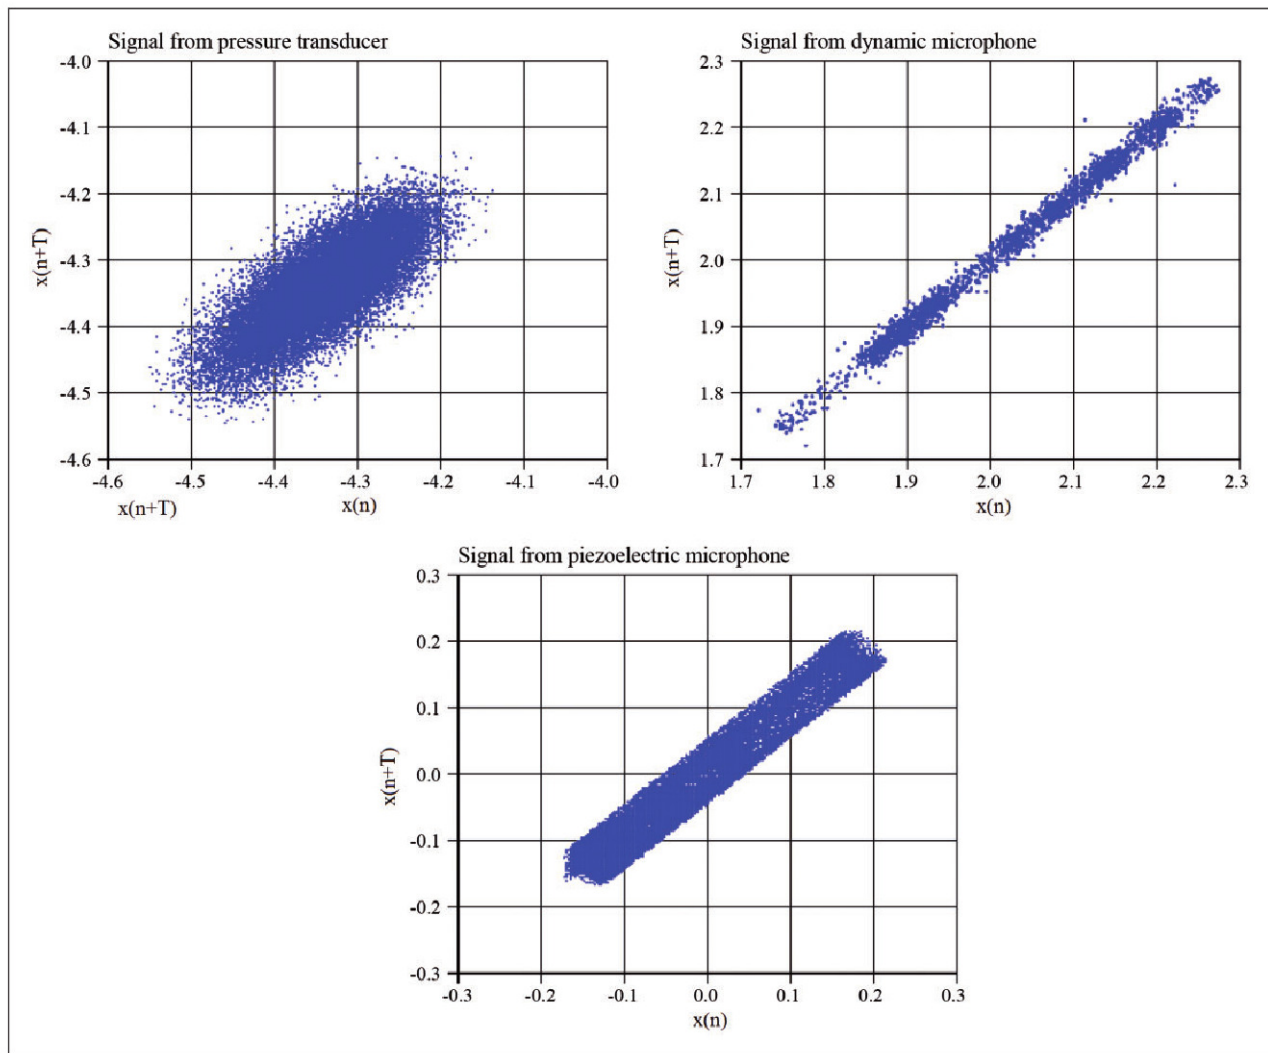 Signal from pressure transducer
-4.0
-4.1
-4.2
-4.3
-4.4
-4.5
-4.6
x(n+T)
-4.6 -4.5 -4.4 -4.3 -4.2 -4.1 -4.0
x(n+T) x(n)
Signal from dynamic microphone
2.3
2.2
2.1
2.0
1.9
1.8
1.7
x(n+T)
1.7 1.8 1.9 2.0 2.1 2.2 2.3
x(n)
Signal from piezoelectric microphone
0.3
0.2
0.1
0.0
-0.1
-0.2
-0.3
x(n+T)
-0.3 -0.2 -0.1 0.0 0.1 0.2 0.3
x(n)